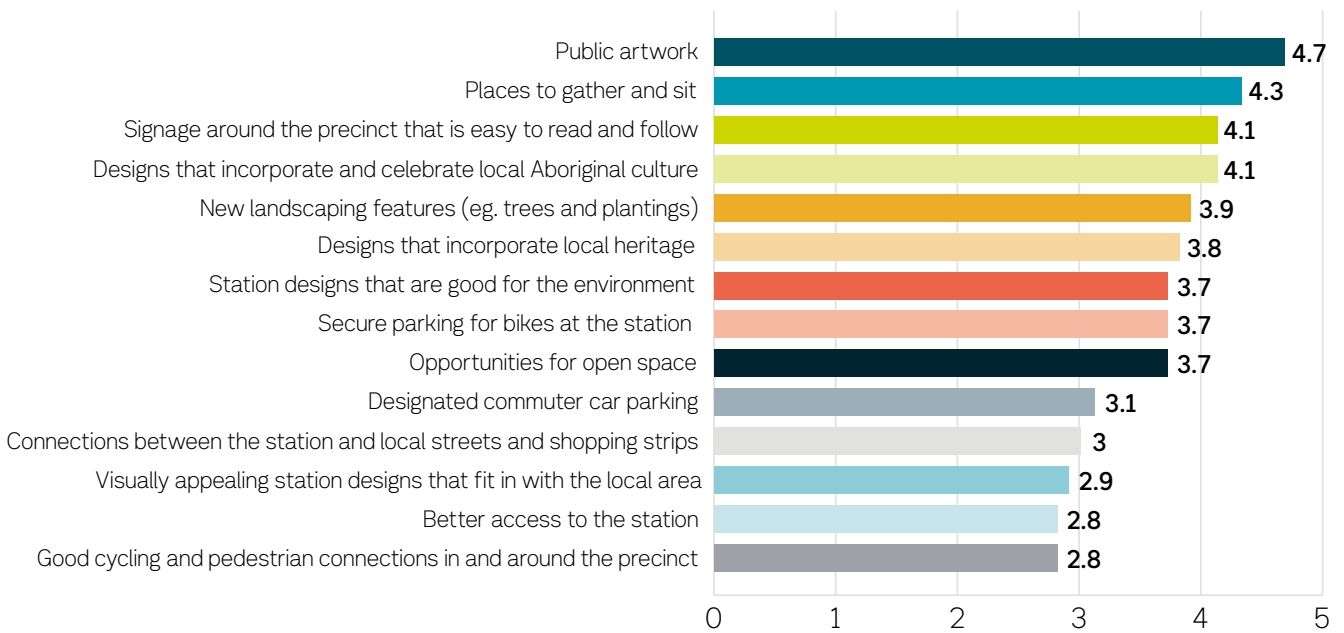 Public artwork 4.7
Places to gather and sit 4.3
Signage around the precinct that is easy to read and follow 4.1
Designs that incorporate and celebrate local Aboriginal culture 4.1
New landscaping features (eg. trees and plantings) 3.9
Designs that incorporate local heritage 3.8
Station designs that are good for the environment 3.7
Secure parking for bikes at the station 3.7
Opportunities for open space 3.7
Designated commuter car parking 3.1
Connections between the station and local streets and shopping strips 3
Visually appealing station designs that fit in with the local area 2.9
Better access to the station 2.8
Good cycling and pedestrian connections in and around the precinct 2.8
0 1 2 3 4 5